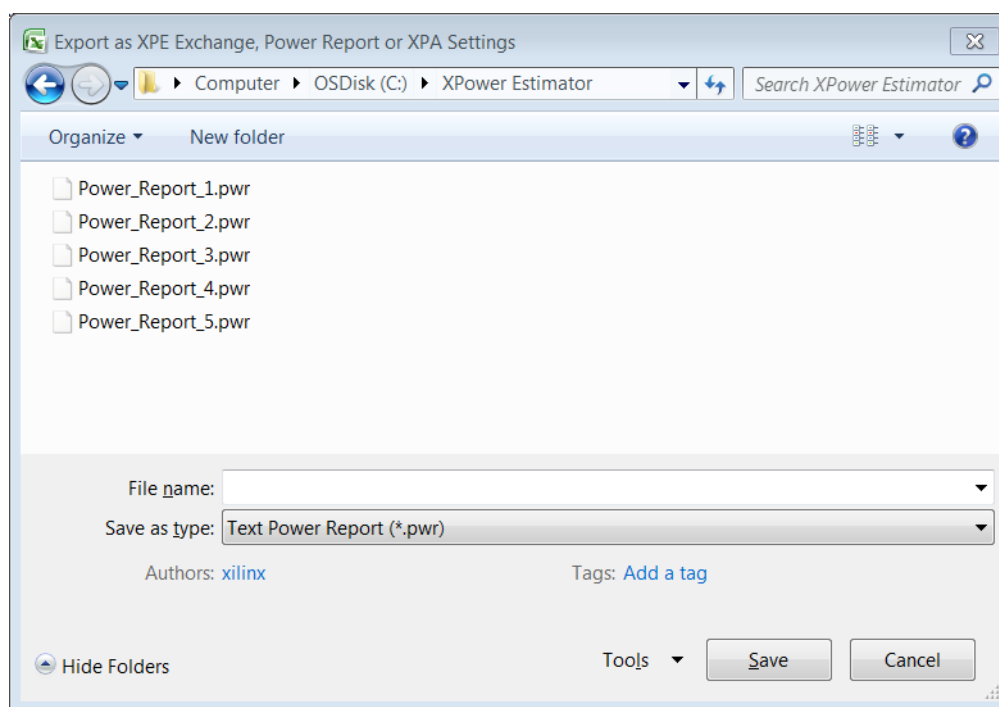 Export as XPE Exchange, Power Report or XPA Settings
Computer OSDisk (C:) XPower Estimator Search XPower Estimator
Organize New folder
Power_Report_1.pwr
Power_Report_2.pwr
Power_Report_3.pwr
Power_Report_4.pwr
Power_Report_5.pwr
File name:
Save as type: Text Power Report (*.pwr)
Authors: xilinx Tags: Add a tag
Hide Folders Tools Save Cancel